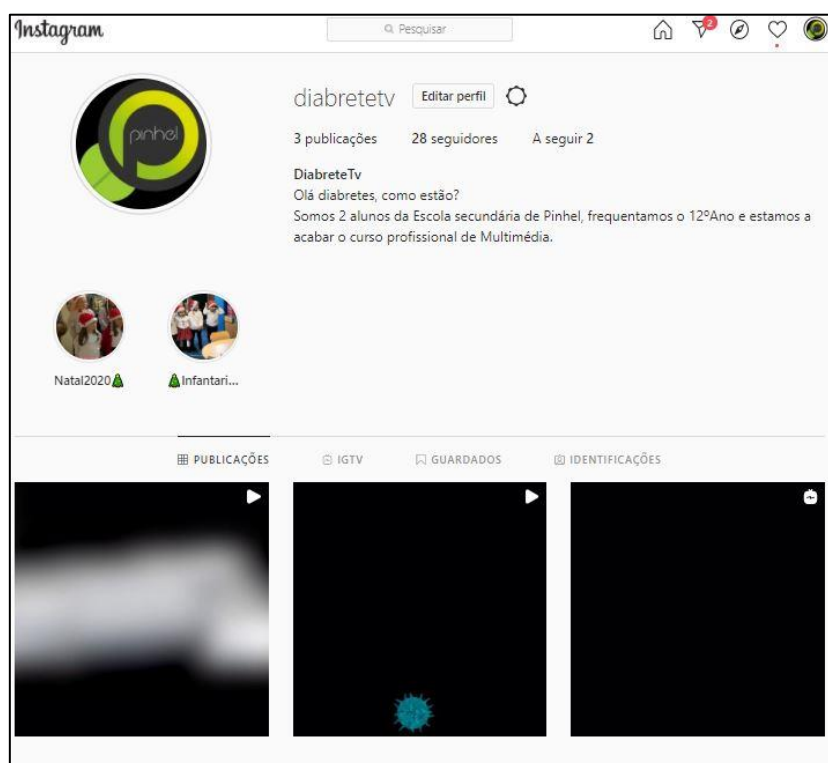 Instagram
Pesquisar
2
pinhel
diabretetv Editar perfil
3 publicações 28 seguidores A seguir 2
DiabreteTv
Olá diabretes, como estão?
Somos 2 alunos da Escola secundária de Pinhel, frequentamos o 12ºAno e estamos a
acabar o curso profissional de Multimédia.
Natal2020🎄 🎄Infantari...
PUBLICAÇÕES IGTV GUARDADOS IDENTIFICAÇÕES